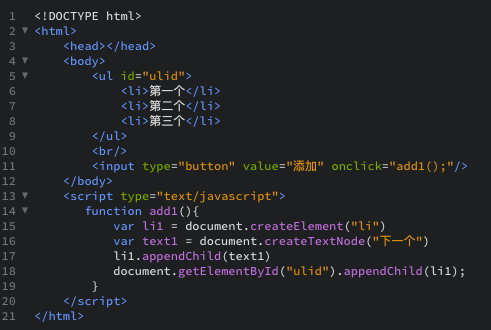 1 <!DOCTYPE html>
2 <html>
3 <head></head>
4 <body>
5 <ul id="ulid">
6 <li>第一个</li>
7 <li>第二个</li>
8 <li>第三个</li>
9 </ul>
10 <br/>
11 <input type="button" value="添加" onclick="add1();"/>
12 </body>
13 <script type="text/javascript">
14 function add1(){
15 var li1 = document.createElement("li")
16 var text1 = document.createTextNode("下一个")
17 li1.appendChild(text1)
18 document.getElementById("ulid").appendChild(li1);
19 }
20 </script>
21 </html>